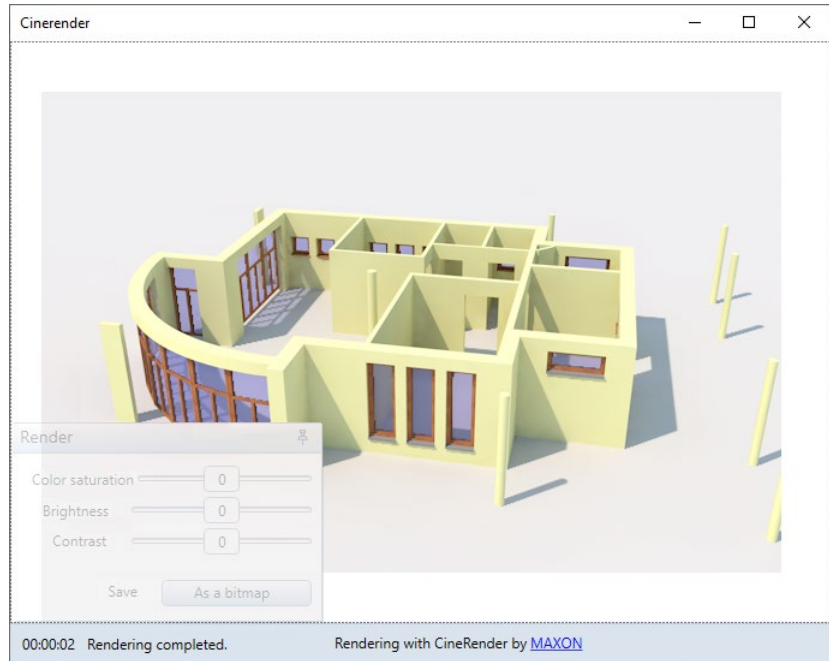 Cinerender
Render
Color saturation 0
Brightness 0
Contrast 0
Save As a bitmap
00:00:02 Rendering completed. Rendering with CineRender by MAXON